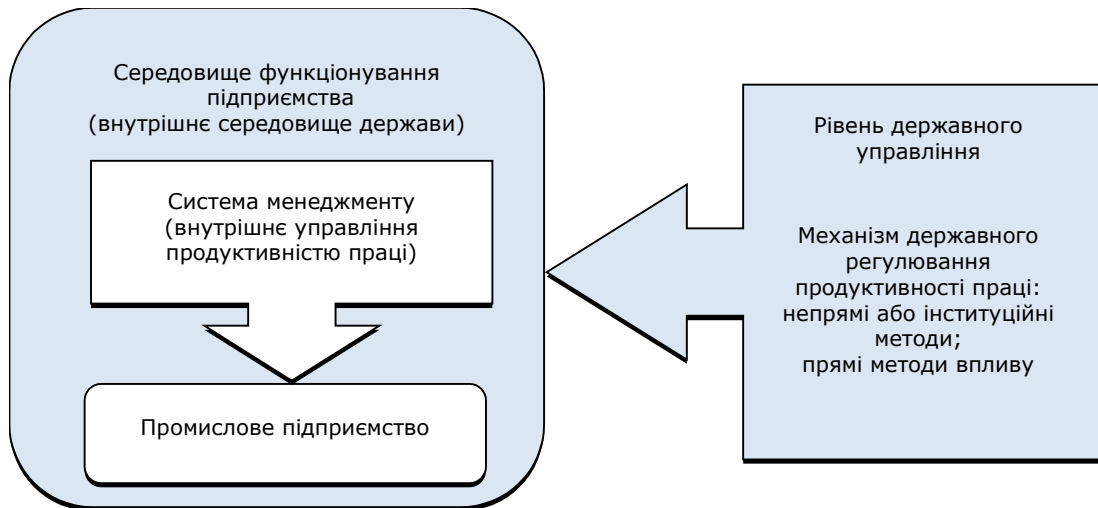 Середовище функціонування
підприємства
(внутрішнє середовище держави)
Система менеджменту
(внутрішнє управління
продуктивністю праці)
Промислове підприємство
Рівень державного
управління
Механізм державного
регулювання
продуктивності праці:
непрямі або інституційні
методи;
прямі методи впливу